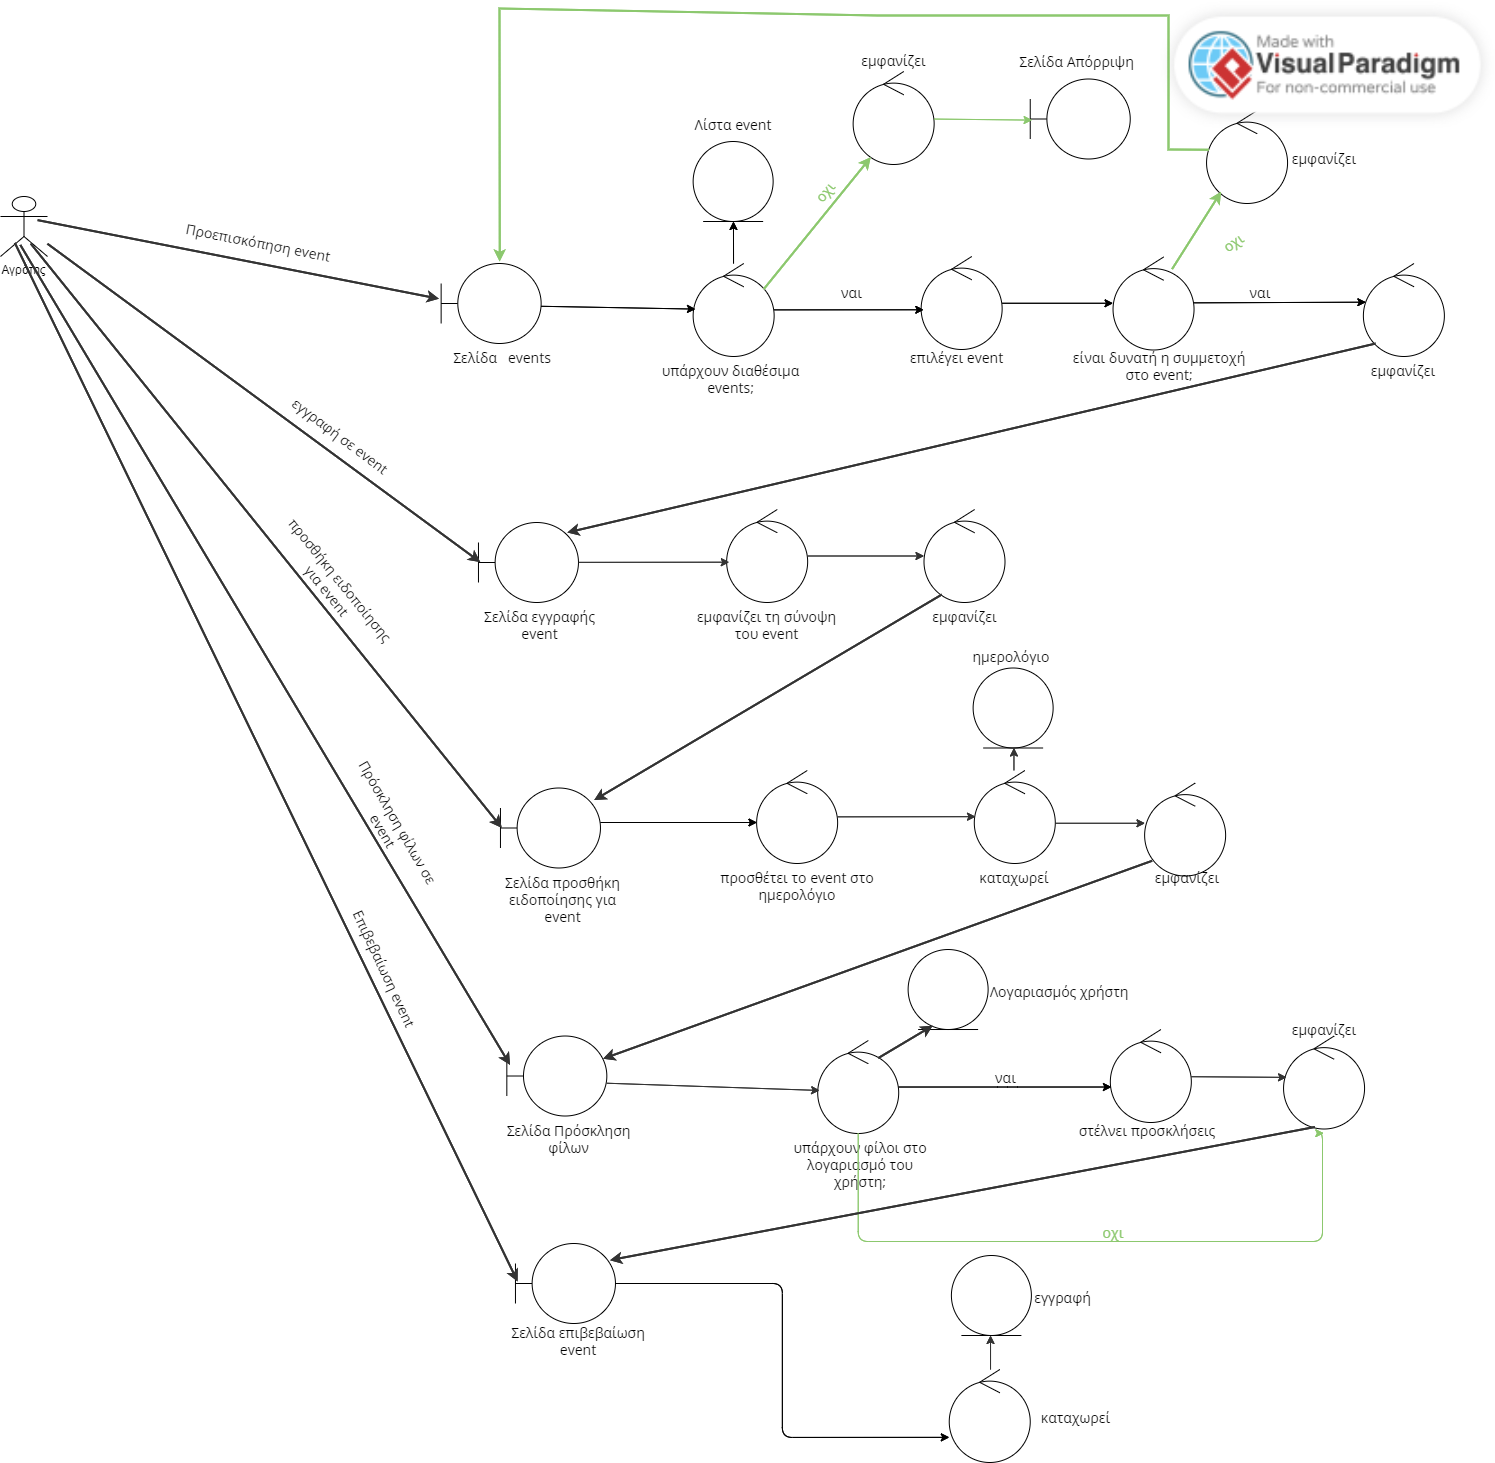 Made with
Visual Paradigm
For non-commercial use
εμφανίζει
Σελίδα Απόρριψη
Λίστα event
εμφανίζει
οχι
οχι
Προεπισκόπηση event
Αγρότης
ναι
ναι
Σελίδα events
υπάρχουν διαθέσιμα
events;
επιλέγει event
είναι δυνατή η συμμετοχή
στο event;
εμφανίζει
εγγραφή σε event
προσθήκη ειδοποίησης
για event
Σελίδα εγγραφής
event
εμφανίζει τη σύνοψη
του event
εμφανίζει
ημερολόγιο
Πρόσκληση φίλων σε
event
Σελίδα προσθήκη
ειδοποίησης για
event
προσθέτει το event στο
ημερολόγιο
καταχωρεί
εμφανίζει
Επιβεβαίωση event
Λογαριασμός χρήστη
εμφανίζει
ναι
Σελίδα Πρόσκληση
φίλων
υπάρχουν φίλοι στο
λογαριασμό του
χρήστη;
στέλνει προσκλήσεις
οχι
εγγραφή
Σελίδα επιβεβαίωση
event
καταχωρεί